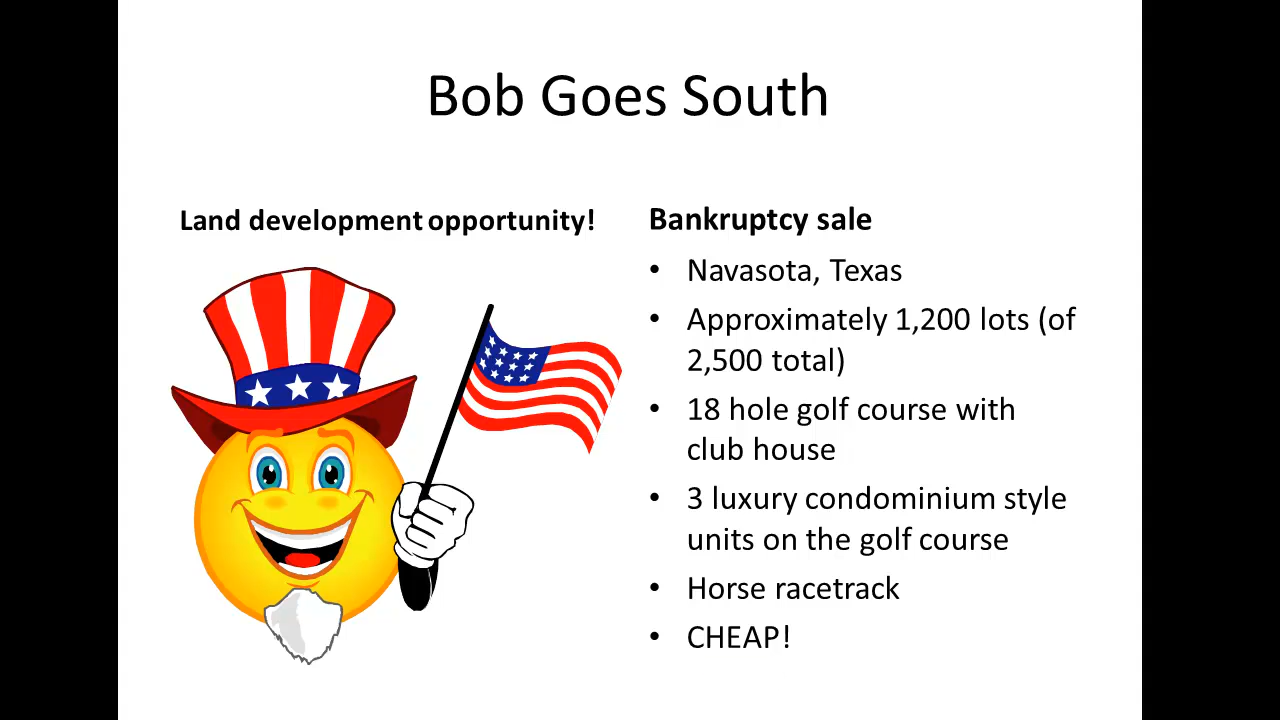 Bob Goes South
Land development opportunity!
Bankruptcy sale
• Navasota, Texas
• Approximately 1,200 lots (of
2,500 total)
• 18 hole golf course with
club house
• 3 luxury condominium style
units on the golf course
• Horse racetrack
• CHEAP!